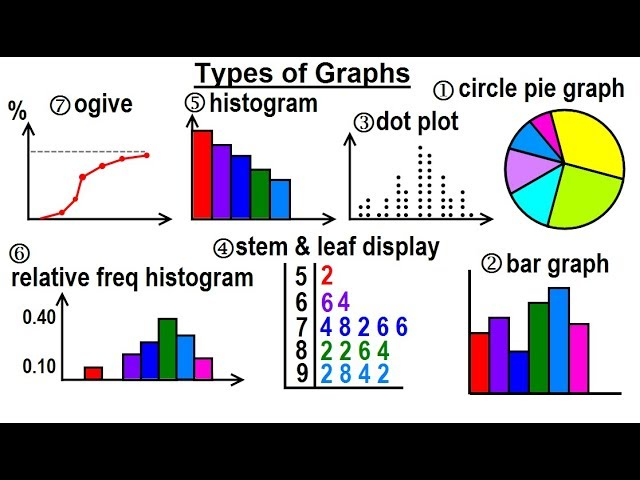 Types of Graphs
① circle pie graph
⑦ ogive
%
⑤ histogram
③ dot plot
⑥
relative freq histogram
0.40
0.10
④ stem & leaf display
5 2
6 6 4
7 4 8 2 6 6
8 2 2 6 4
9 2 8 4 2
② bar graph